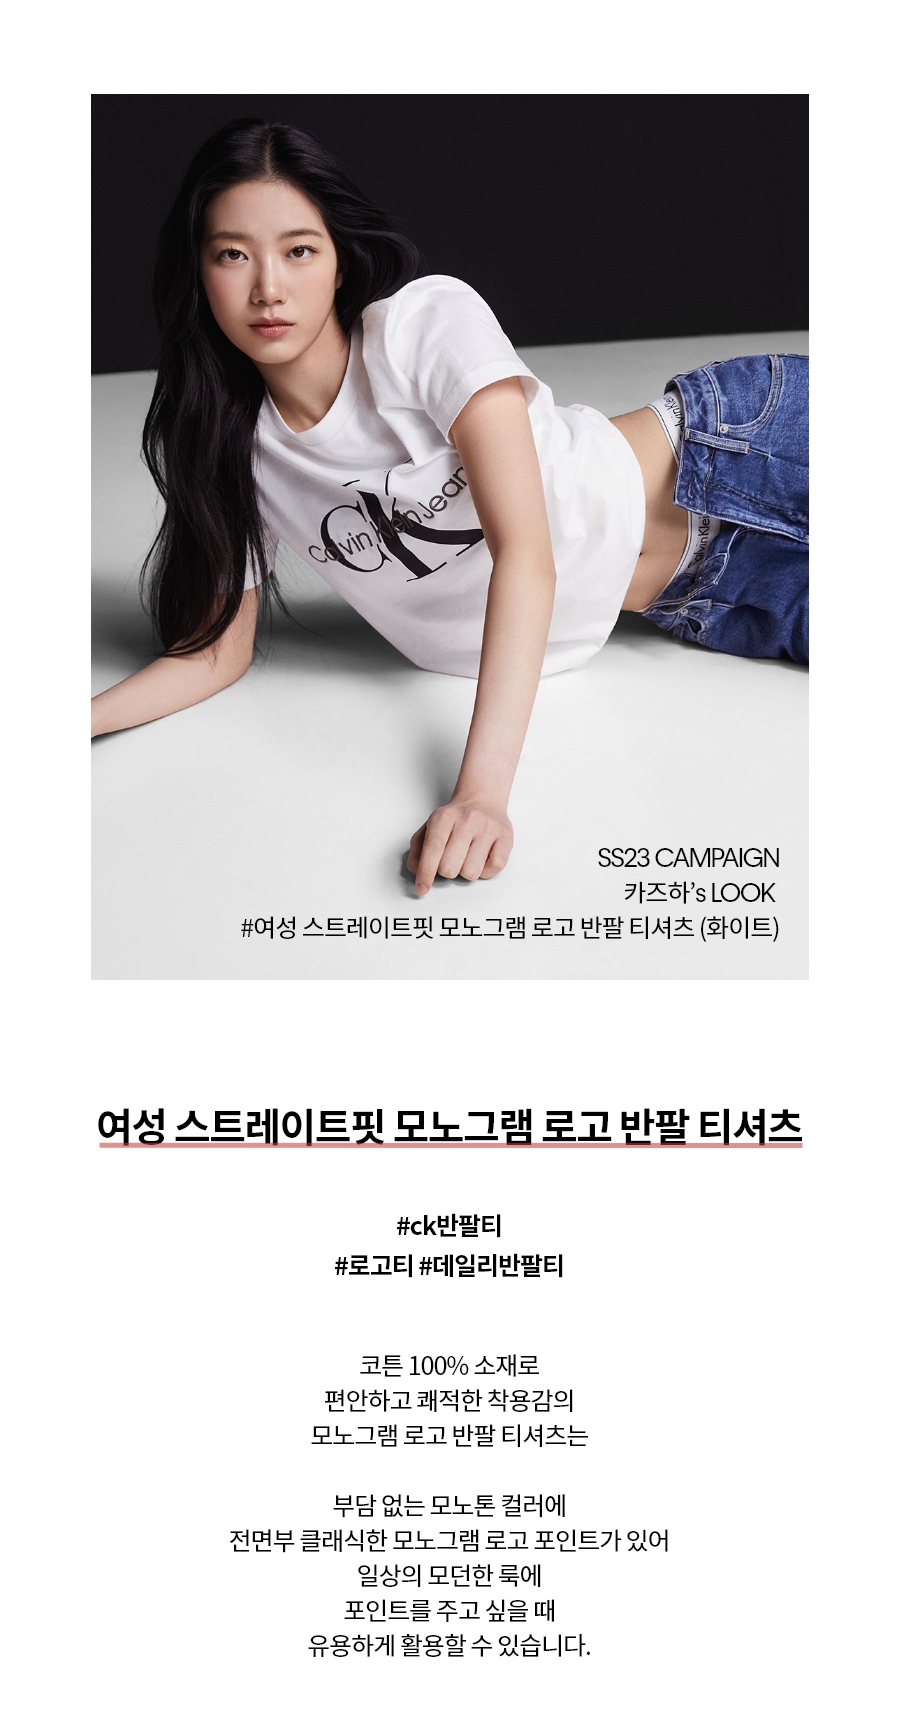 Calvin Klein Jeans
CK
Calvin Klein
SS23 CAMPAIGN
카즈하’s LOOK
#여성 스트레이트핏 모노그램 로고 반팔 티셔츠 (화이트)
여성 스트레이트핏 모노그램 로고 반팔 티셔츠
#ck반팔티
#로고티 #데일리반팔티
코튼 100% 소재로
편안하고 쾌적한 착용감의
모노그램 로고 반팔 티셔츠는
부담 없는 모노톤 컬러에
전면부 클래식한 모노그램 로고 포인트가 있어
일상의 모던한 룩에
포인트를 주고 싶을 때
유용하게 활용할 수 있습니다.